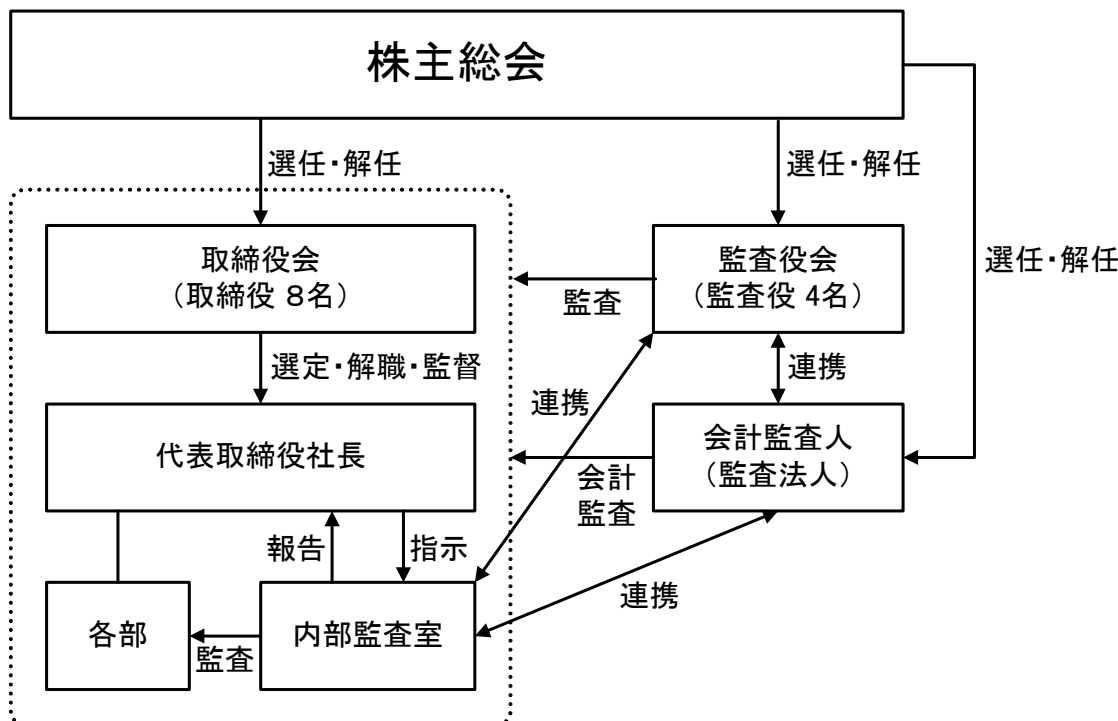 株主総会
選任・解任
選任・解任
選任・解任
取締役会
（取締役 8名）
監査役会
（監査役 4名）
監査
選定・解職・監督
連携
連携
代表取締役社長
会計監査人
（監査法人）
会計
監査
報告
指示
連携
各部
監査
内部監査室